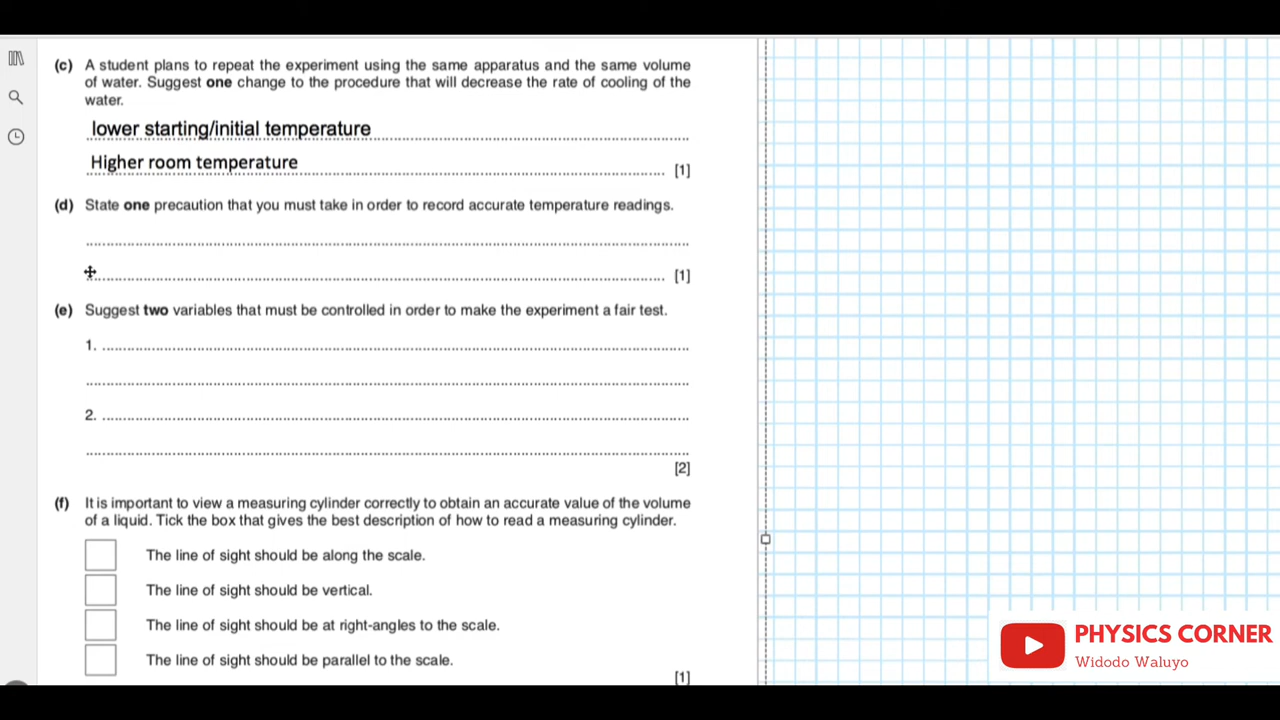 (c) A student plans to repeat the experiment using the same apparatus and the same volume
of water. Suggest one change to the procedure that will decrease the rate of cooling of the
water.
lower starting/initial temperature
Higher room temperature
[1]
(d) State one precaution that you must take in order to record accurate temperature readings.
[1]
(e) Suggest two variables that must be controlled in order to make the experiment a fair test.
1.
2.
[2]
(f) It is important to view a measuring cylinder correctly to obtain an accurate value of the volume
of a liquid. Tick the box that gives the best description of how to read a measuring cylinder.
The line of sight should be along the scale.
The line of sight should be vertical.
The line of sight should be at right-angles to the scale.
The line of sight should be parallel to the scale.
[1]
PHYSICS CORNER
Widodo Waluyo